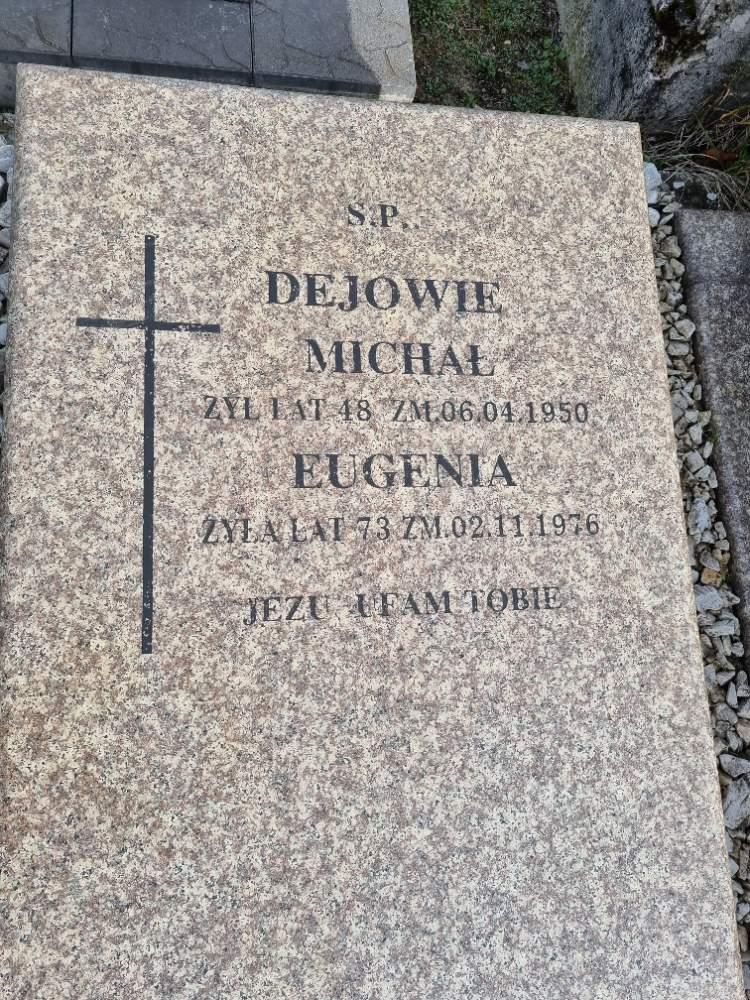 S.P..
DEJOWIE
MICHAŁ
ŻYŁ LAT 48 ZM.06.04.1950
EUGENIA
ŻYŁA LAT 73 ZM.02.11.1976
JEZU UFAM TOBIE